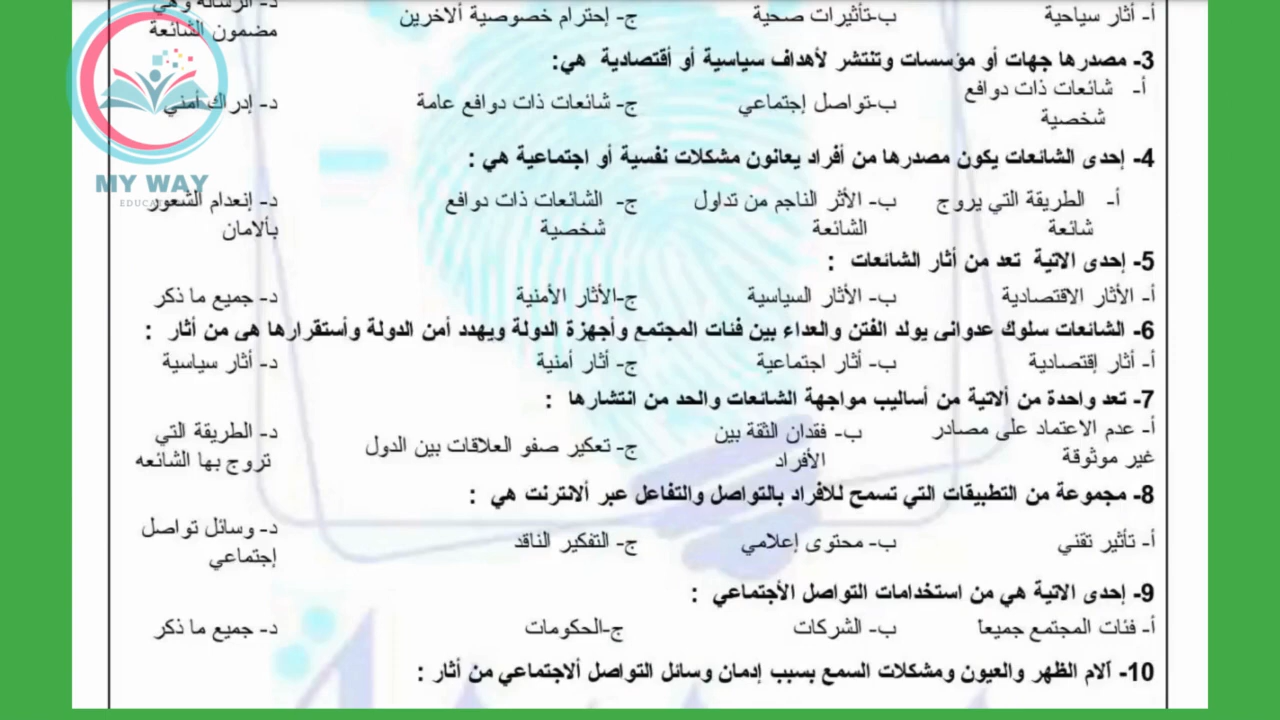 أ- أثار سياحية ب-تأثيرات صحية ج- إحترام خصوصية ألاخرين د- الرسالة وهي
مضمون الشائعة
3- مصدرها جهات أو مؤسسات وتنتشر لأهداف سياسية أو أقتصادية هي:
أ- شائعات ذات دوافع ب-تواصل إجتماعي ج- شائعات ذات دوافع عامة د- إدراك أمني
شخصية
4- إحدى الشائعات يكون مصدرها من أفراد يعانون مشكلات نفسية أو اجتماعية هي :
أ- الطريقة التي يروج ب- الأثر الناجم من تداول ج- الشائعات ذات دوافع د- إنعدام الشعور
شائعة الشائعة شخصية بألامان
5- إحدى الاتية تعد من أثار الشائعات :
أ- الأثار الاقتصادية ب- الأثار السياسية ج-الأثار الأمنية د- جميع ما ذكر
6- الشائعات سلوك عدوانى يولد الفتن والعداء بين فئات المجتمع وأجهزة الدولة ويهدد أمن الدولة وأستقرارها هى من أثار :
أ- أثار إقتصادية ب- أثار اجتماعية ج- أثار أمنية د- أثار سياسية
7- تعد واحدة من ألاتية من أساليب مواجهة الشائعات والحد من انتشارها :
أ- عدم الاعتماد على مصادر ب- فقدان الثقة بين ج- تعكير صفو العلاقات بين الدول د- الطريقة التي
غير موثوقة الأفراد تروج بها الشائعه
8- مجموعة من التطبيقات التي تسمح للافراد بالتواصل والتفاعل عبر ألانترنت هي :
أ- تأثير تقني ب- محتوى إعلامي ج- التفكير الناقد د- وسائل تواصل
إجتماعي
9- إحدى الاتية هي من استخدامات التواصل الأجتماعي :
أ- فئات المجتمع جميعا ب- الشركات ج-الحكومات د- جميع ما ذكر
10- آلام الظهر والعيون ومشكلات السمع بسبب إدمان وسائل التواصل ألاجتماعي من أثار :
MY WAY